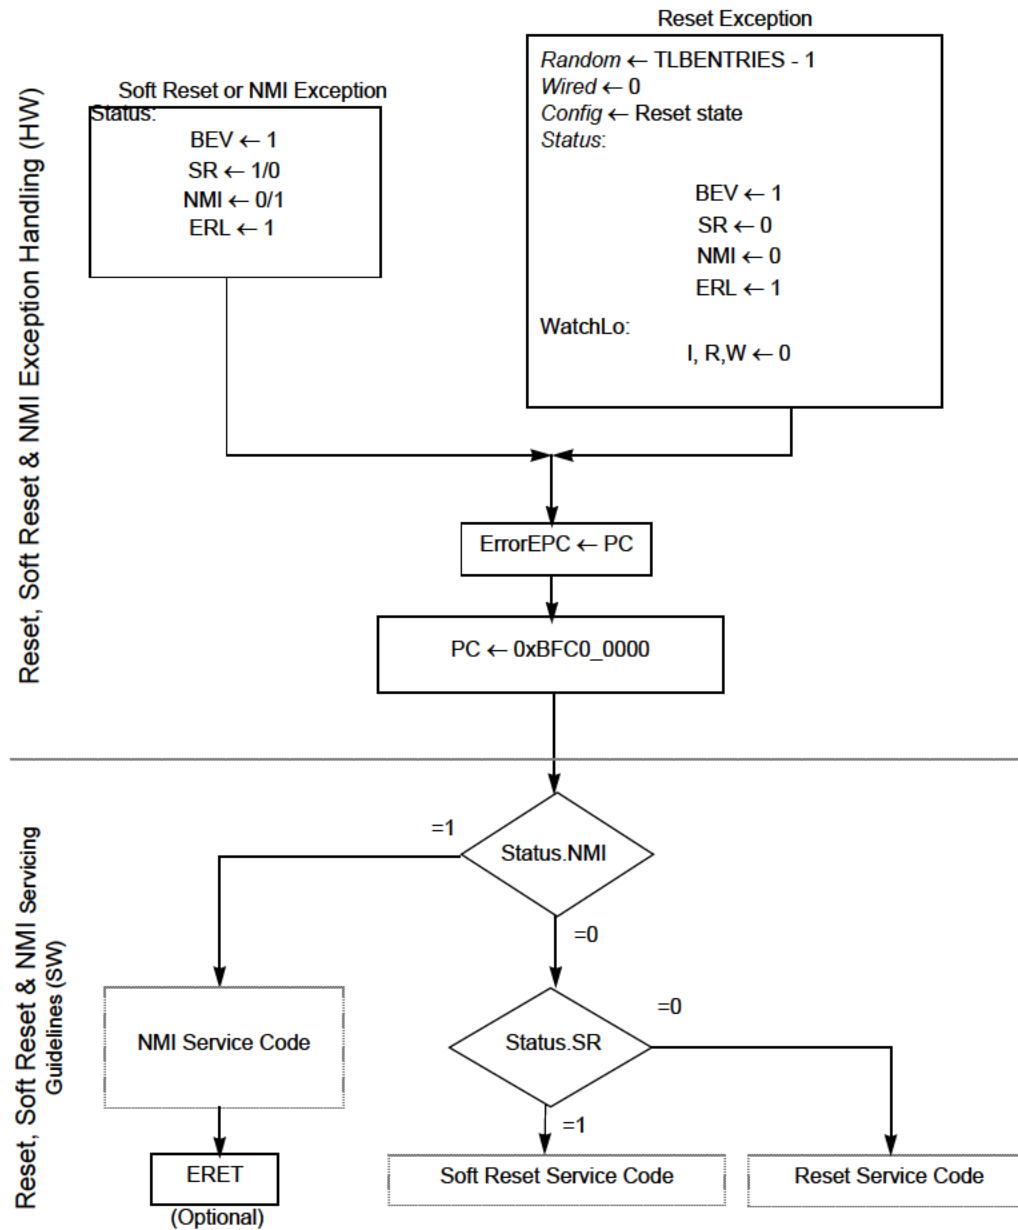 Reset Exception
Random ← TLBENTRIES - 1
Wired ← 0
Config ← Reset state
Status:
BEV ← 1
SR ← 0
NMI ← 0
ERL ← 1
WatchLo:
I, R,W ← 0
Soft Reset or NMI Exception
Status:
BEV ← 1
SR ← 1/0
NMI ← 0/1
ERL ← 1
Reset, Soft Reset & NMI Exception Handling (HW)
ErrorEPC ← PC
PC ← 0xBFC0_0000
Reset, Soft Reset & NMI Servicing
Guidelines (SW)
=1
Status.NMI
=0
NMI Service Code
Status.SR
=0
=1
ERET
(Optional)
Soft Reset Service Code
Reset Service Code